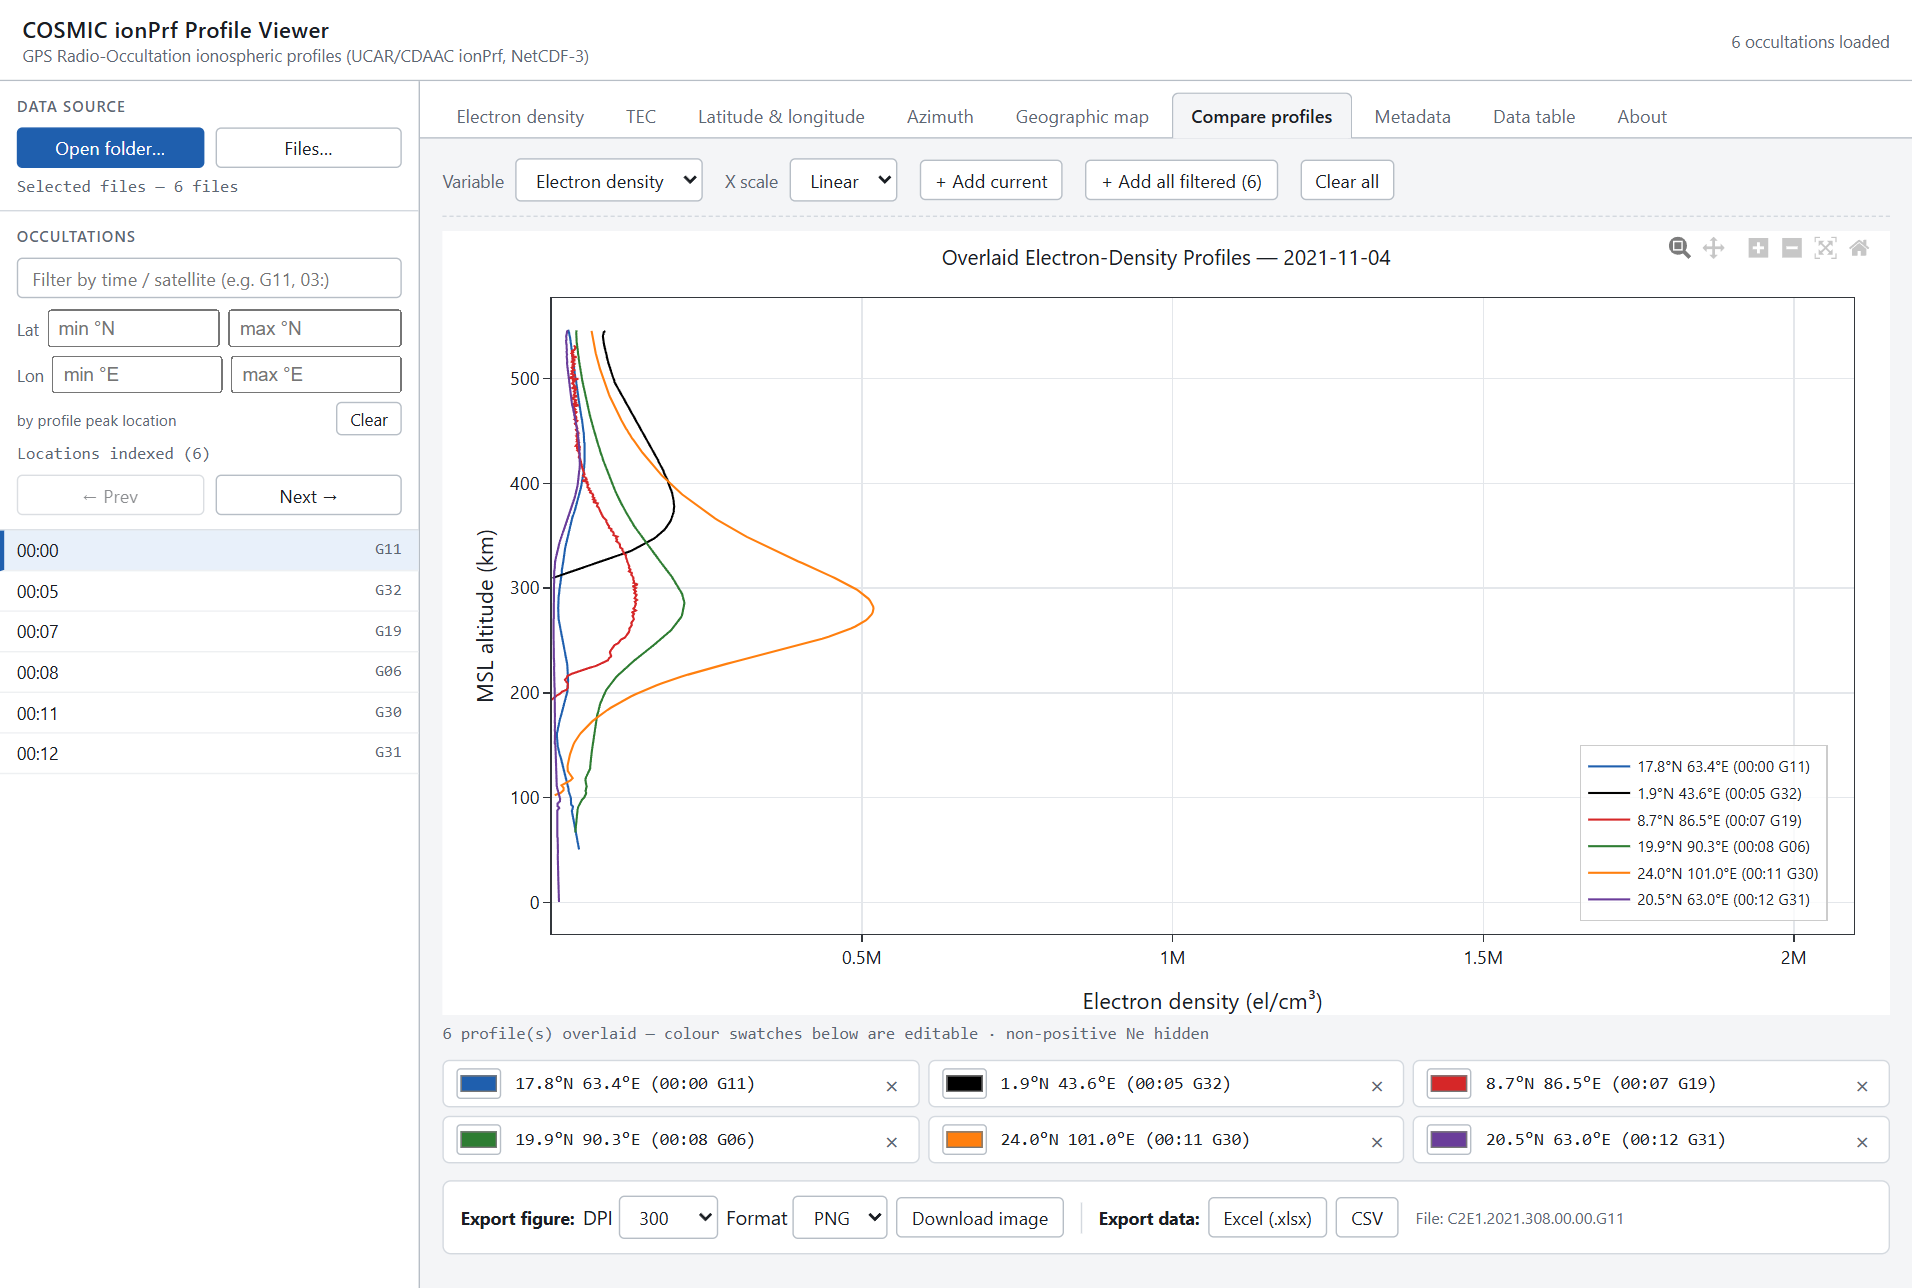 COSMIC ionPrf Profile Viewer
GPS Radio-Occultation ionospheric profiles (UCAR/CDAAC ionPrf, NetCDF-3)
6 occultations loaded
DATA SOURCE
Open folder...
Files...
Selected files — 6 files
OCCULTATIONS
Filter by time / satellite (e.g. G11, 03:)
Lat min °N max °N
Lon min °E max °E
by profile peak location
Clear
Locations indexed (6)
← Prev
Next →
00:00 G11
00:05 G32
00:07 G19
00:08 G06
00:11 G30
00:12 G31
Electron density
TEC
Latitude & longitude
Azimuth
Geographic map
Compare profiles
Metadata
Data table
About
Variable Electron density
X scale Linear
+ Add current
+ Add all filtered (6)
Clear all
Overlaid Electron-Density Profiles — 2021-11-04
MSL altitude (km)
500
400
300
200
100
0
17.8°N 63.4°E (00:00 G11)
1.9°N 43.6°E (00:05 G32)
8.7°N 86.5°E (00:07 G19)
19.9°N 90.3°E (00:08 G06)
24.0°N 101.0°E (00:11 G30)
20.5°N 63.0°E (00:12 G31)
0.5M
1M
1.5M
2M
Electron density (el/cm³)
6 profile(s) overlaid — colour swatches below are editable · non-positive Ne hidden
17.8°N 63.4°E (00:00 G11) ×
1.9°N 43.6°E (00:05 G32) ×
8.7°N 86.5°E (00:07 G19) ×
19.9°N 90.3°E (00:08 G06) ×
24.0°N 101.0°E (00:11 G30) ×
20.5°N 63.0°E (00:12 G31) ×
Export figure: DPI 300 Format PNG Download image
Export data: Excel (.xlsx) CSV File: C2E1.2021.308.00.00.G11